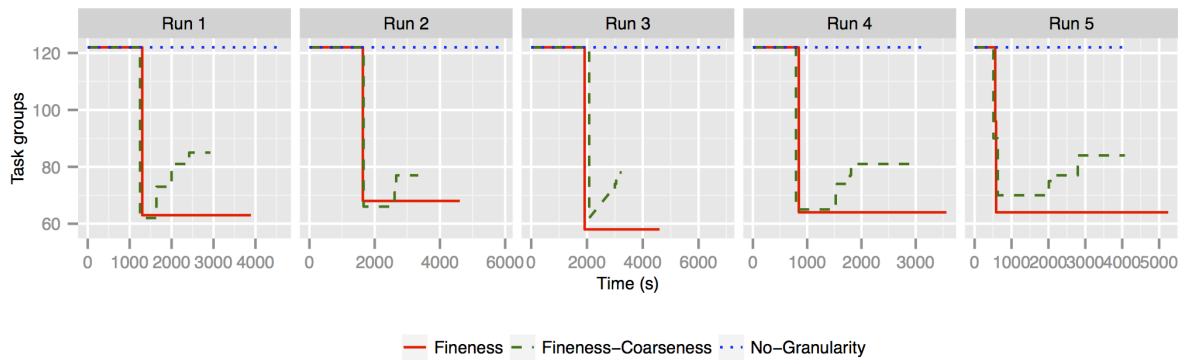 Run 1 Run 2 Run 3 Run 4 Run 5
Task groups
120
100
80
60
0 1000 2000 3000 4000 0 2000 4000 6000 0 2000 4000 6000 0 1000 2000 3000 0 1000 2000 3000 4000 5000
Time (s)
Fineness Fineness-Coarseness No-Granularity